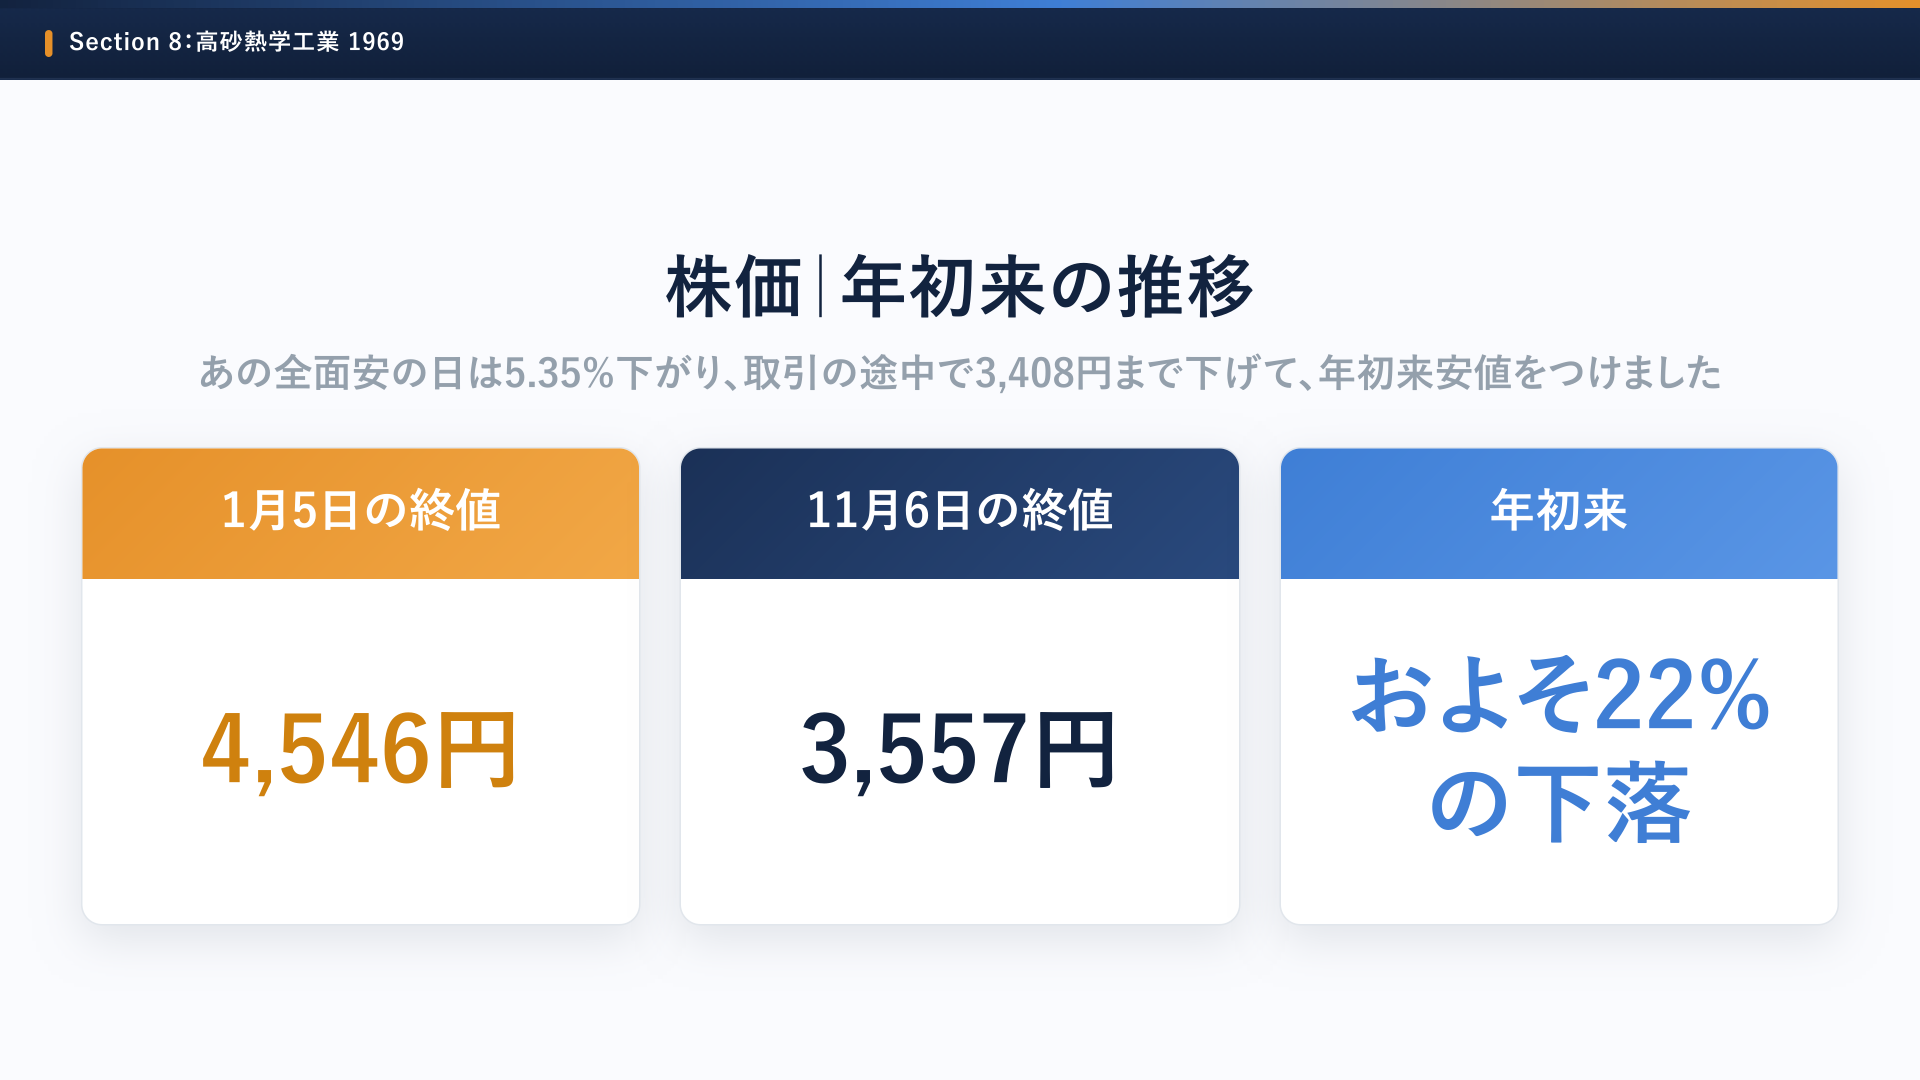 Section 8：高砂熱学工業 1969
株価｜年初来の推移
あの全面安の日は5.35%下がり、取引の途中で3,408円まで下げて、年初来安値をつけました
1月5日の終値
4,546円
11月6日の終値
3,557円
年初来
およそ22%
の下落